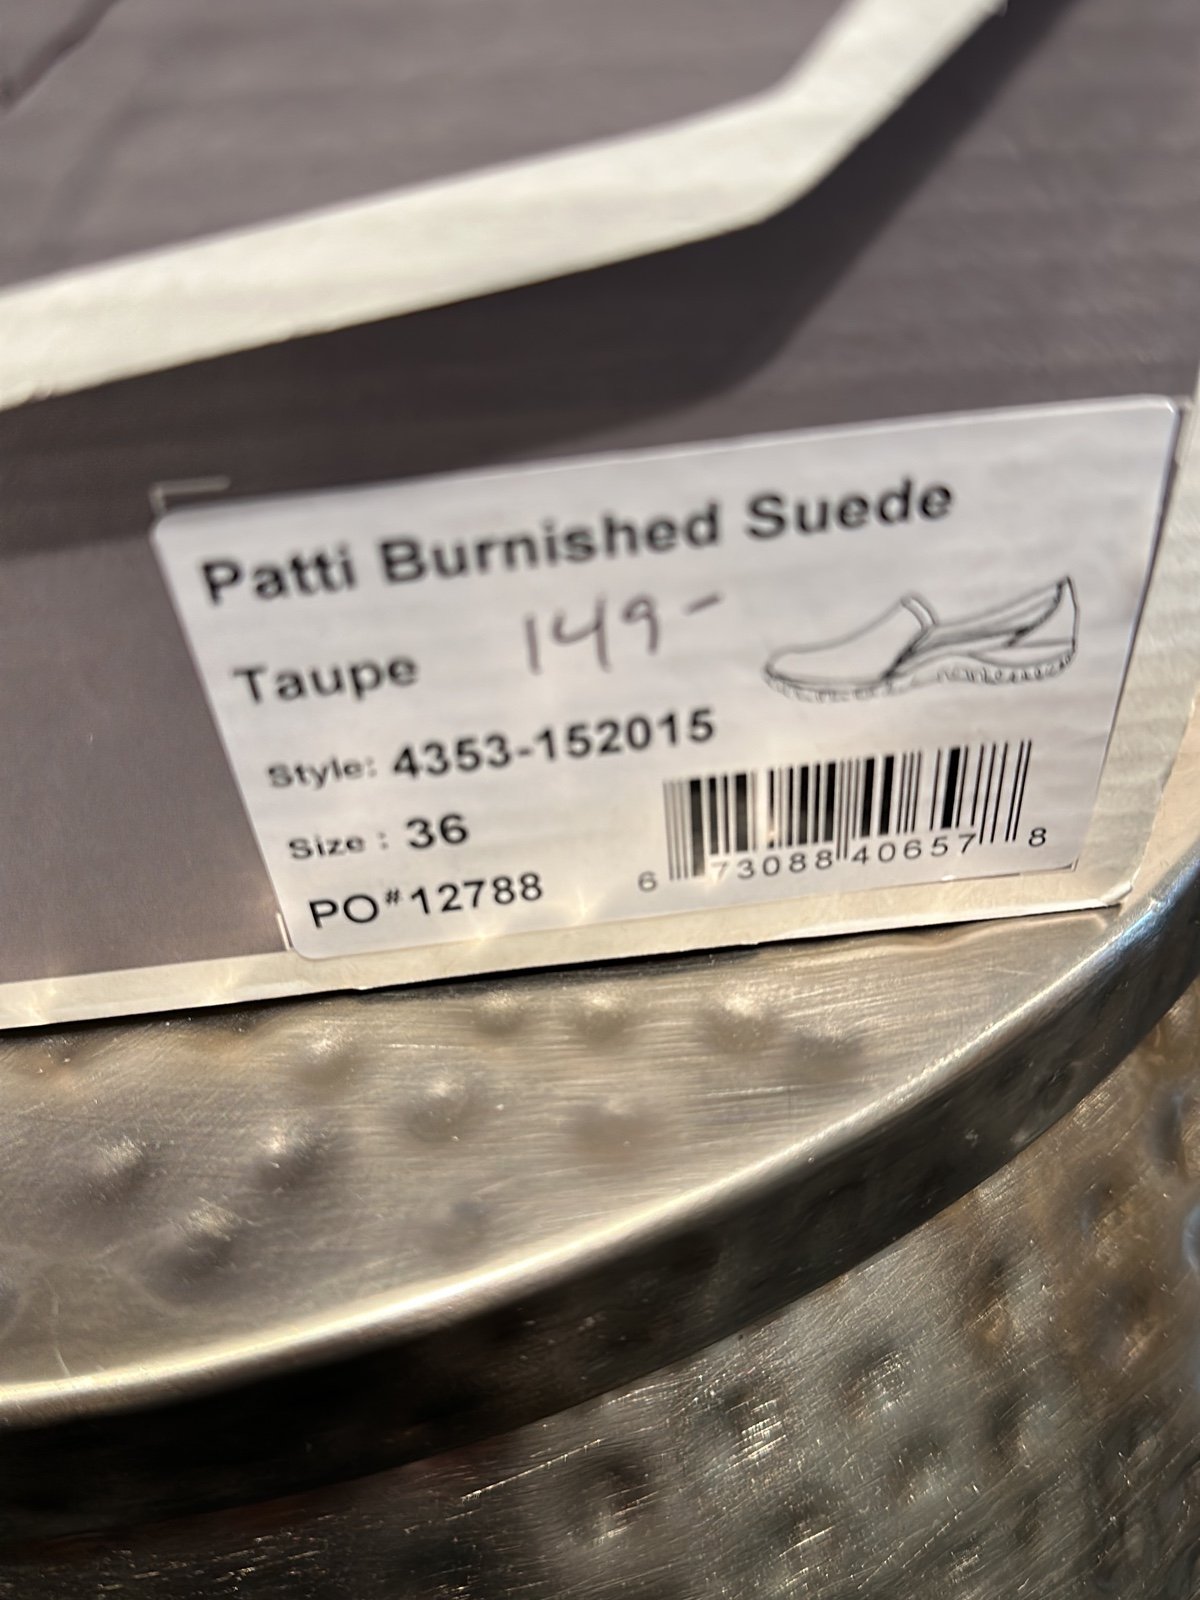 Patti Burnished Suede
Taupe 149-
Style: 4353-152015
Size : 36
PO#12788
6 73088 40657 8